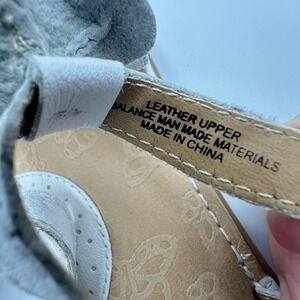 LEATHER UPPER
BALANCE MAN MADE MATERIALS
MADE IN CHINA